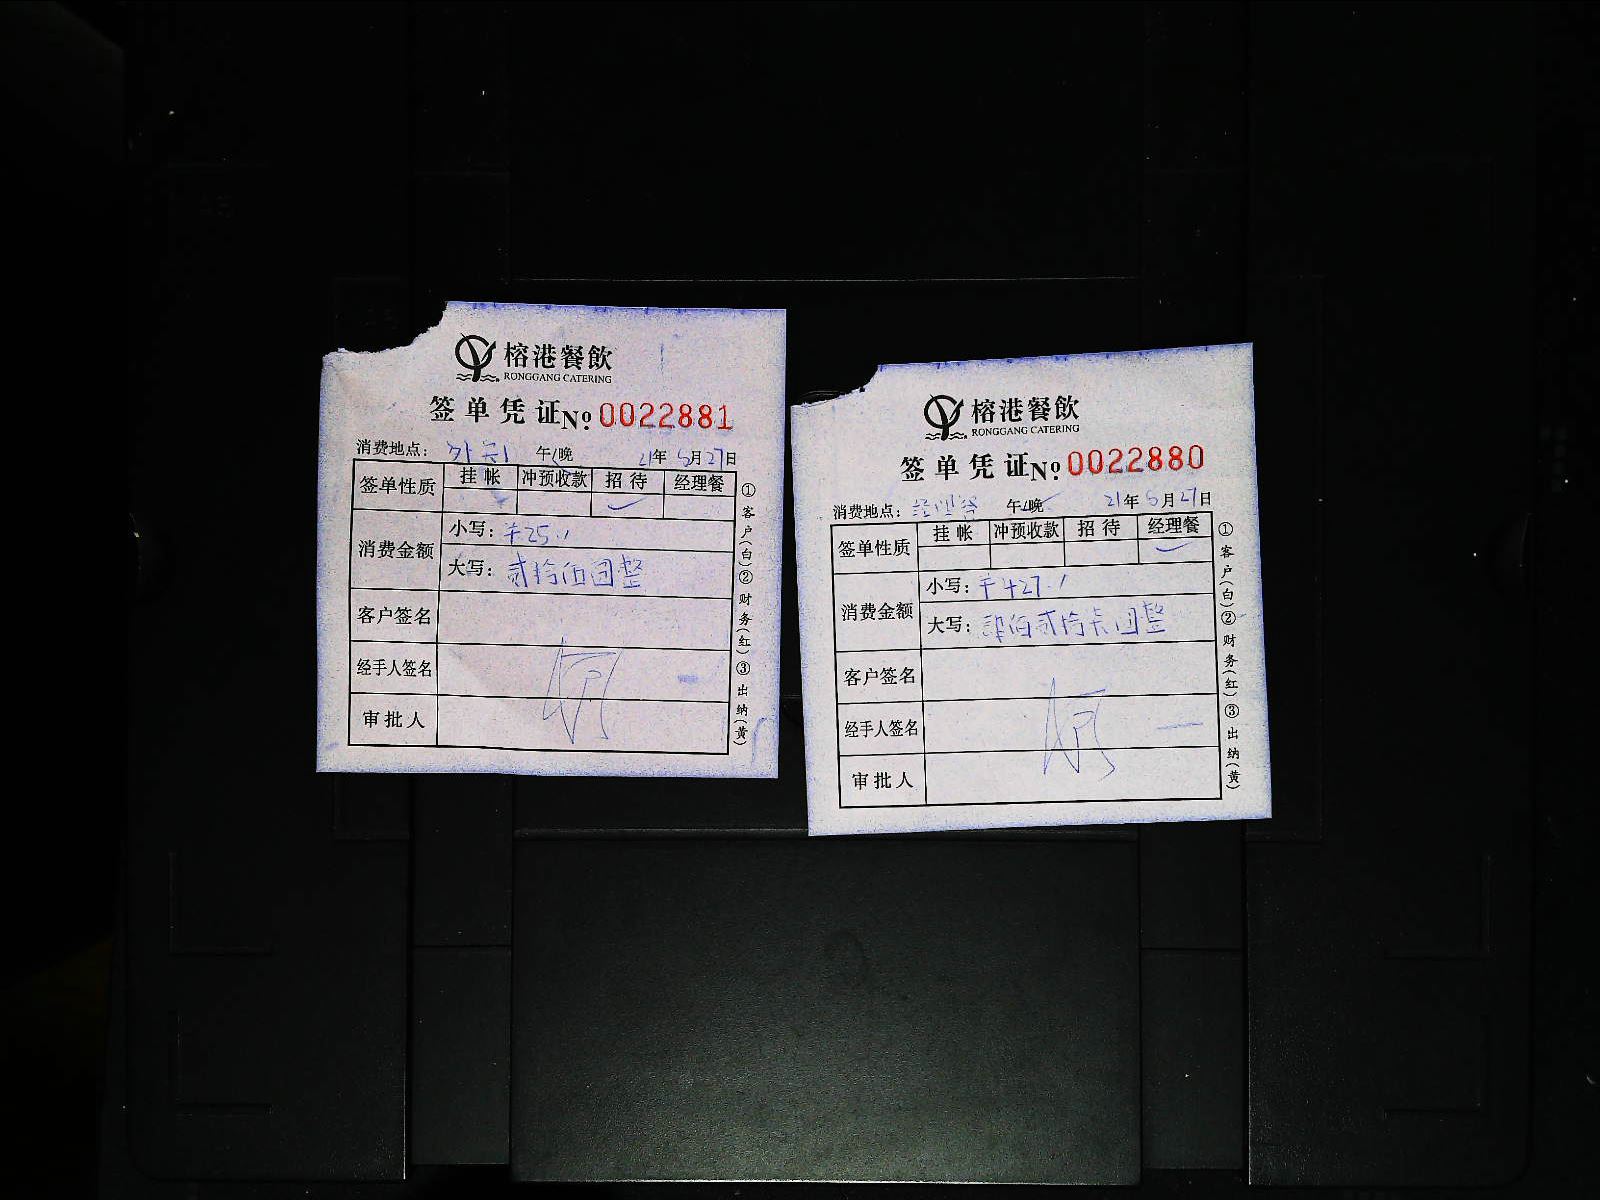 榕港餐飲
RONGGANG CATERING
签单凭证 № 0022881
消费地点： 午/晚 21年5月27日
签单性质 挂帐 冲预收款 招待 经理餐
消费金额 小写：¥25.
大写：贰拾伍圆整
客户签名
经手人签名
审批人
①客户(白)②财务(红)③出纳(黄)
榕港餐飲
RONGGANG CATERING
签单凭证 № 0022880
消费地点：经理餐 午/晚 21年5月27日
签单性质 挂帐 冲预收款 招待 经理餐
消费金额 小写：¥427.
大写：肆佰贰拾柒圆整
客户签名
经手人签名
审批人
①客户(白)②财务(红)③出纳(黄)